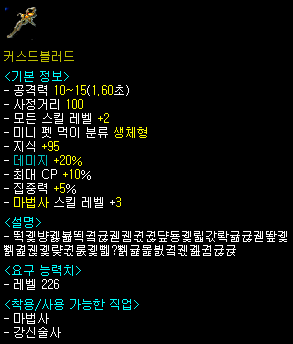 커스드블러드
<기본 정보>
- 공격력 10~15(1.60초)
- 사정거리 100
- 모든 스킬 레벨 +2
- 미니 펫 먹이 분류 생체형
- 지식 +95
- 데미지 +20%
- 최대 CP +10%
- 집중력 +5%
- 마법사 스킬 레벨 +3
<설명>
<요구 능력치>
- 레벨 226
<착용/사용 가능한 직업>
- 마법사
- 강신술사